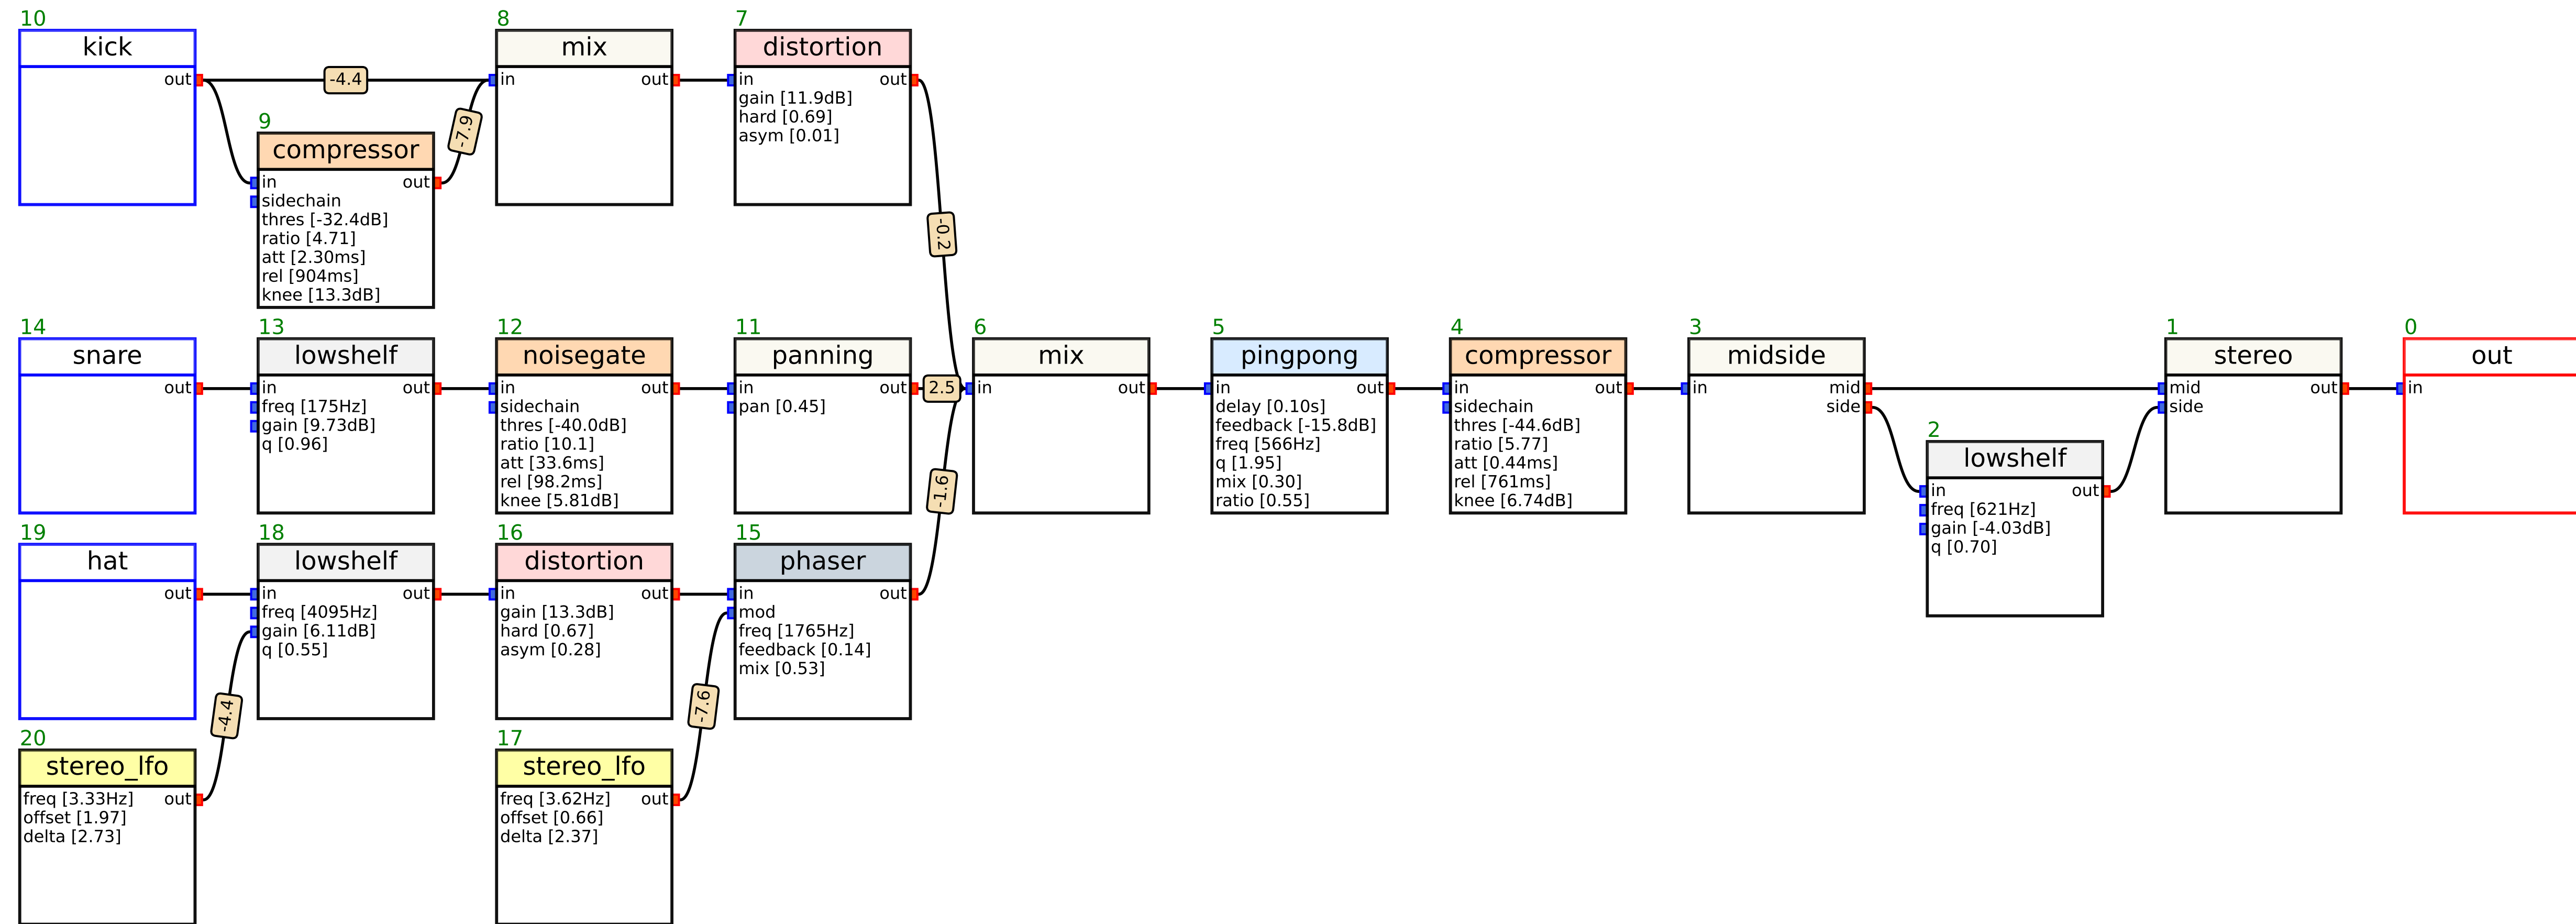 10
kick
out
-4.4
9
compressor
in out
sidechain
thres [-32.4dB]
ratio [4.71]
att [2.30ms]
rel [904ms]
knee [13.3dB]
-7.9
8
mix
in out
7
distortion
in out
gain [11.9dB]
hard [0.69]
asym [0.01]
-0.2
14
snare
out
13
lowshelf
in out
freq [175Hz]
gain [9.73dB]
q [0.96]
12
noisegate
in out
sidechain
thres [-40.0dB]
ratio [10.1]
att [33.6ms]
rel [98.2ms]
knee [5.81dB]
11
panning
in out
pan [0.45]
2.5
6
mix
in out
5
pingpong
in out
delay [0.10s]
feedback [-15.8dB]
freq [566Hz]
q [1.95]
mix [0.30]
ratio [0.55]
4
compressor
in out
sidechain
thres [-44.6dB]
ratio [5.77]
att [0.44ms]
rel [761ms]
knee [6.74dB]
3
midside
in mid
side
2
lowshelf
in out
freq [621Hz]
gain [-4.03dB]
q [0.70]
1
stereo
mid out
side
0
out
in
19
hat
out
18
lowshelf
in out
freq [4095Hz]
gain [6.11dB]
q [0.55]
16
distortion
in out
gain [13.3dB]
hard [0.67]
asym [0.28]
15
phaser
in out
mod
freq [1765Hz]
feedback [0.14]
mix [0.53]
-1.6
20
stereo_lfo
freq [3.33Hz] out
offset [1.97]
delta [2.73]
-4.4
17
stereo_lfo
freq [3.62Hz] out
offset [0.66]
delta [2.37]
-7.6